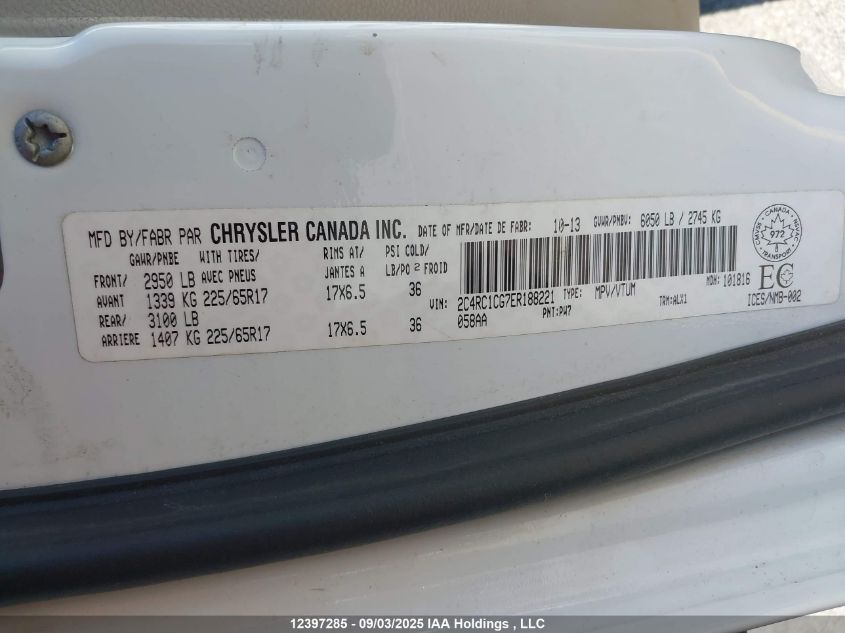 MFD BY/FABR PAR CHRYSLER CANADA INC. DATE OF MFR/DATE DE FABR: 10-13 GVWR/PNBV: 6050 LB / 2745 KG
GAWR/PNBE WITH TIRES/ RIMS AT/ PSI COLD/
FRONT/ 2950 LB AVEC PNEUS JANTES A LB/PO2 FROID
AVANT 1339 KG 225/65R17 17X6.5 36
REAR/ 3100 LB
ARRIERE 1407 KG 225/65R17 17X6.5 36
VIN: 2C4RC1CG7ER188221 TYPE: MPV/VTUM MDH: 101816
058AA PNT:PW7 TRM:ALX1
CANADA
972
TRANSPORT
EC
ICES/NMB-002
12397285 - 09/03/2025 IAA Holdings , LLC